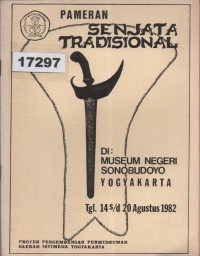 PAMERAN
SENJATA
TRADISIONAL
17297
DI:
MUSEUM NEGERI
SONOBUDOYO
YOGYAKARTA
Tgl. 14 s/d 20 Agustus 1982
PROYEK PENGEMBANGAN PERMUSEUMAN
DAERAH ISTIMEWA YOGYAKARTA